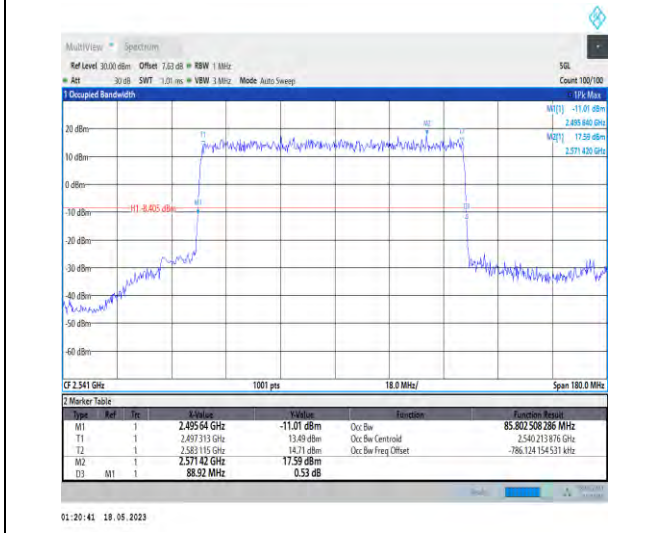 MultiView Spectrum
Ref Level 30.00 dBm Offset 7.63 dB RBW 1 MHz SGL
Att 30 dB SWT 1.01 ms VBW 3 MHz Mode Auto Sweep Count 100/100
1 Occupied Bandwidth 1Pk Max
M1[1] -11.01 dBm
2.495 640 GHz
M2[1] 17.59 dBm
2.571 420 GHz
M2
20 dBm
T1
10 dBm
0 dBm
M1
H1 -8.405 dBm
D3
-10 dBm
-20 dBm
-30 dBm
-40 dBm
-50 dBm
-60 dBm
CF 2.541 GHz 1001 pts 18.0 MHz/ Span 180.0 MHz
2 Marker Table
Type Ref Trc X-Value Y-Value Function Function Result
M1 1 2.495 64 GHz -11.01 dBm Occ Bw 85.802 508 286 MHz
T1 1 2.497 313 GHz 13.49 dBm Occ Bw Centroid 2.540 213 876 GHz
T2 1 2.583 115 GHz 14.71 dBm Occ Bw Freq Offset -786.124 154 531 kHz
M2 1 2.571 42 GHz 17.59 dBm
D3 M1 1 88.92 MHz 0.53 dB
Ready
01:20:41 18.05.2023